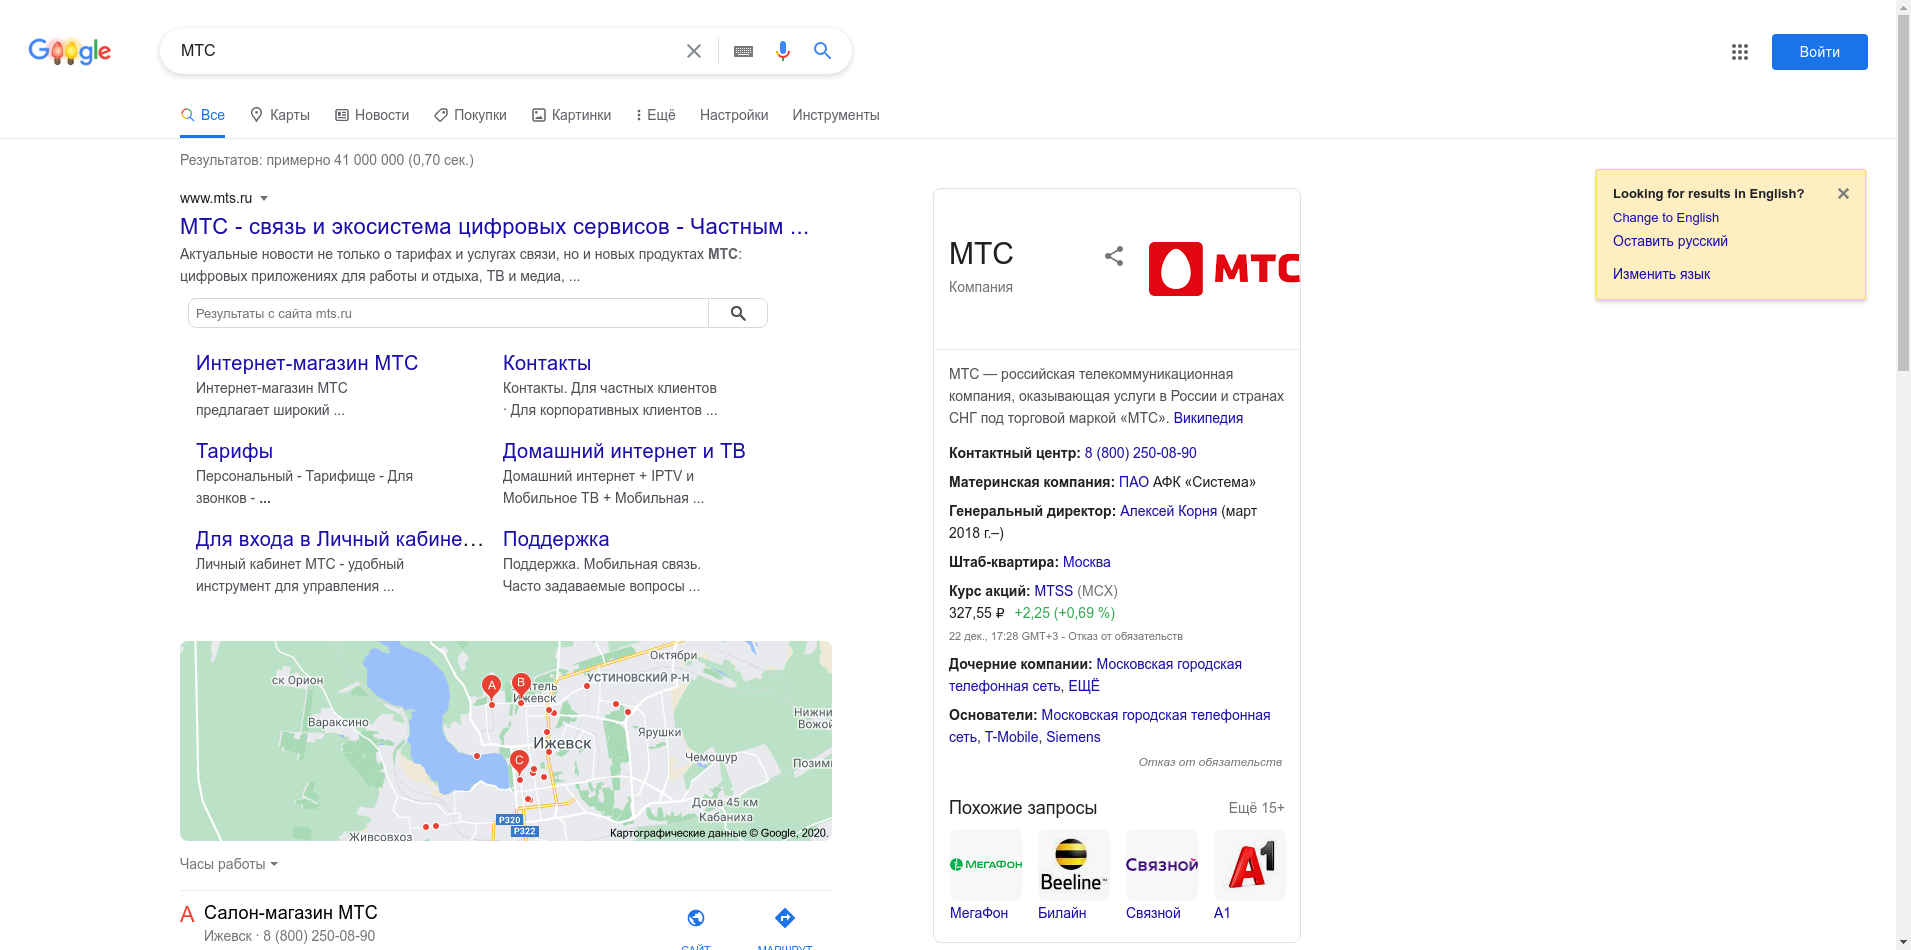 Google
МТС
Войти
Все
Карты
Новости
Покупки
Картинки
Ещё
Настройки
Инструменты
Результатов: примерно 41 000 000 (0,70 сек.)
www.mts.ru
МТС - связь и экосистема цифровых сервисов - Частным ...
Актуальные новости не только о тарифах и услугах связи, но и новых продуктах МТС:
цифровых приложениях для работы и отдыха, ТВ и медиа, ...
Результаты с сайта mts.ru
Интернет-магазин МТС
Интернет-магазин МТС
предлагает широкий ...
Контакты
Контакты. Для частных клиентов
· Для корпоративных клиентов ...
Тарифы
Персональный - Тарифище - Для
звонков - ...
Домашний интернет и ТВ
Домашний интернет + IPTV и
Мобильное ТВ + Мобильная ...
Для входа в Личный кабине...
Личный кабинет МТС - удобный
инструмент для управления ...
Поддержка
Поддержка. Мобильная связь.
Часто задаваемые вопросы ...
Октябри
ск Орион
УСТИНОВСКИЙ Р-Н
A
B
итель
Ижевск
Вараксино
Нижни
Вожой
Ижевск
Ярушки
C
Чемошур
Позими
Дома 45 км
Кабаниха
P320
P322
Живсовхоз
Картографические данные © Google, 2020.
Часы работы
A
Салон-магазин МТС
Ижевск · 8 (800) 250-08-90
САЙТ
МАРШРУТ
МТС
Компания
МТС
МТС — российская телекоммуникационная
компания, оказывающая услуги в России и странах
СНГ под торговой маркой «МТС». Википедия
Контактный центр: 8 (800) 250-08-90
Материнская компания: ПАО АФК «Система»
Генеральный директор: Алексей Корня (март
2018 г.–)
Штаб-квартира: Москва
Курс акций: MTSS (MCX)
327,55 ₽ +2,25 (+0,69 %)
22 дек., 17:28 GMT+3 - Отказ от обязательств
Дочерние компании: Московская городская
телефонная сеть, ЕЩЁ
Основатели: Московская городская телефонная
сеть, T-Mobile, Siemens
Отказ от обязательств
Похожие запросы
Ещё 15+
МегаФон
Beeline™
Связной
А1
МегаФон
Билайн
Связной
А1
Looking for results in English?
Change to English
Оставить русский
Изменить язык